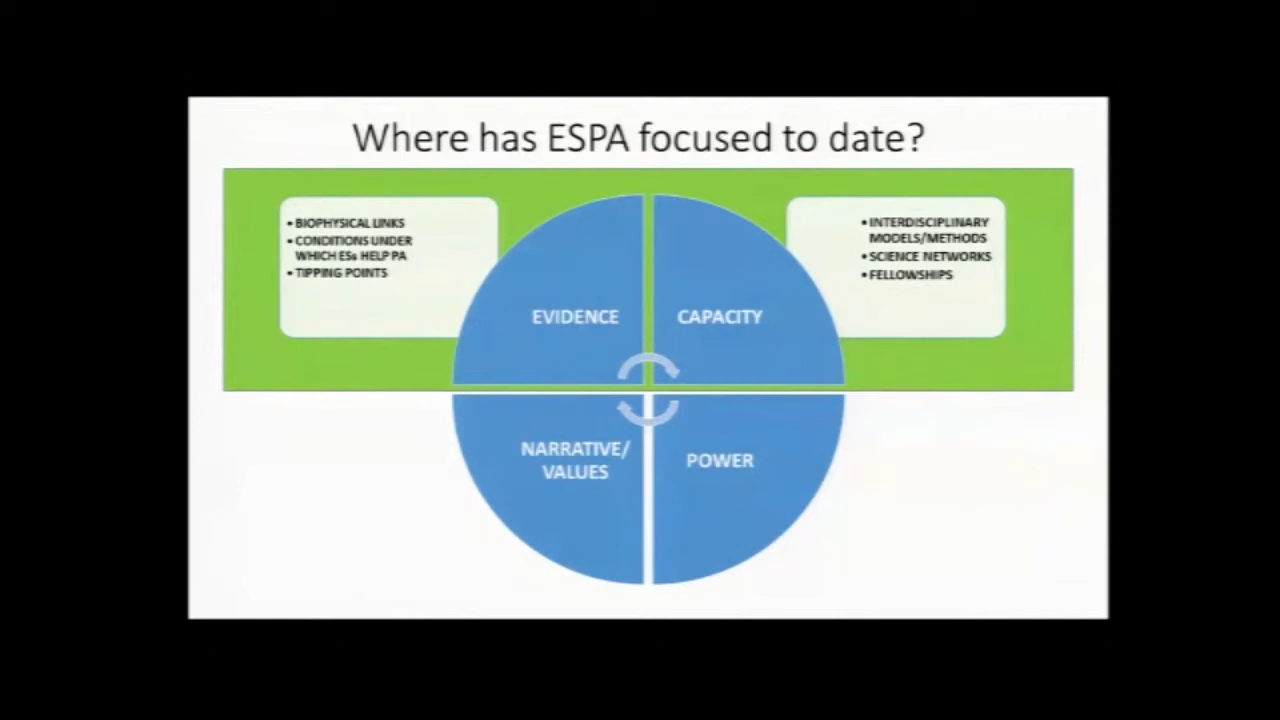 Where has ESPA focused to date?
• BIOPHYSICAL LINKS
• CONDITIONS UNDER
WHICH ESs HELP PA
• TIPPING POINTS
• INTERDISCIPLINARY
MODELS/METHODS
• SCIENCE NETWORKS
• FELLOWSHIPS
EVIDENCE
CAPACITY
NARRATIVE/
VALUES
POWER